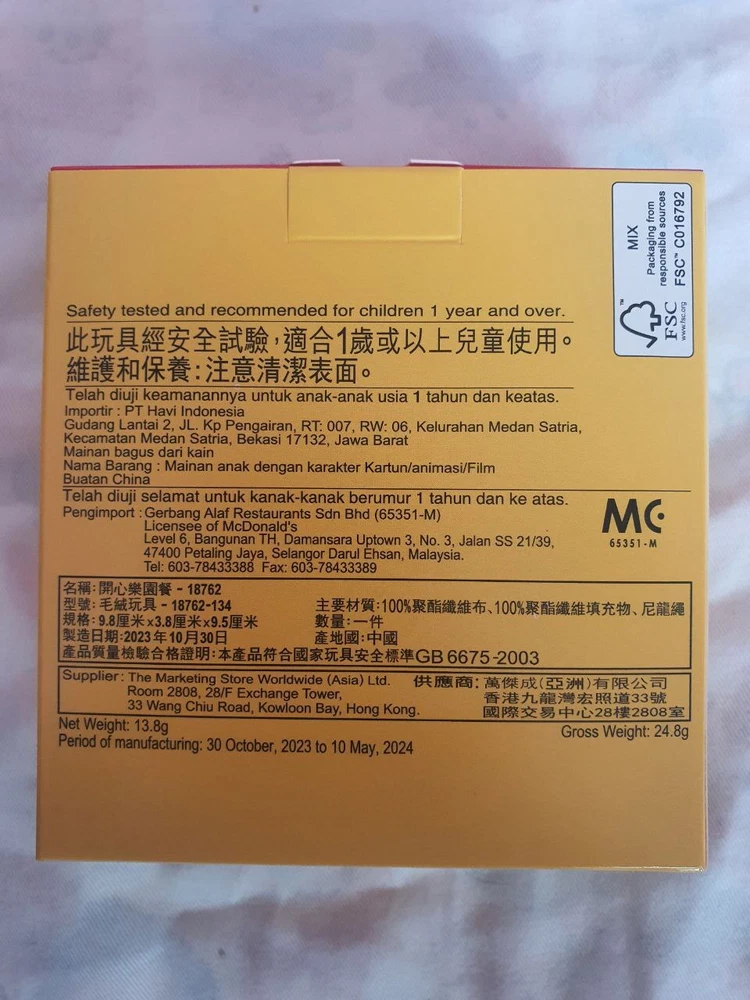 MIX
Packaging from
responsible sources
FSC™ C016792
™
FSC
www.fsc.org
Safety tested and recommended for children 1 year and over.
此玩具經安全試驗,適合1歲或以上兒童使用。
維護和保養:注意清潔表面。
Telah diuji keamanannya untuk anak-anak usia 1 tahun dan keatas.
Importir : PT Havi Indonesia
Gudang Lantai 2, JL. Kp Pengairan, RT: 007, RW: 06, Kelurahan Medan Satria,
Kecamatan Medan Satria, Bekasi 17132, Jawa Barat
Mainan bagus dari kain
Nama Barang : Mainan anak dengan karakter Kartun/animasi/Film
Buatan China
Telah diuji selamat untuk kanak-kanak berumur 1 tahun dan ke atas.
Pengimport : Gerbang Alaf Restaurants Sdn Bhd (65351-M)
Licensee of McDonald's
Level 6, Bangunan TH, Damansara Uptown 3, No. 3, Jalan SS 21/39,
47400 Petaling Jaya, Selangor Darul Ehsan, Malaysia.
Tel: 603-78433388 Fax: 603-78433389
MC
65351-M
名稱:開心樂園餐 - 18762
型號:毛絨玩具 - 18762-134
規格:9.8厘米x3.8厘米x9.5厘米
製造日期:2023年10月30日
主要材質:100%聚酯纖維布、100%聚酯纖維填充物、尼龍繩
數量:一件
產地國:中國
產品質量檢驗合格證明:本產品符合國家玩具安全標準GB 6675-2003
Supplier: The Marketing Store Worldwide (Asia) Ltd.
Room 2808, 28/F Exchange Tower,
33 Wang Chiu Road, Kowloon Bay, Hong Kong.
供應商:萬傑成(亞洲)有限公司
香港九龍灣宏照道33號
國際交易中心28樓2808室
Net Weight: 13.8g
Gross Weight: 24.8g
Period of manufacturing: 30 October, 2023 to 10 May, 2024